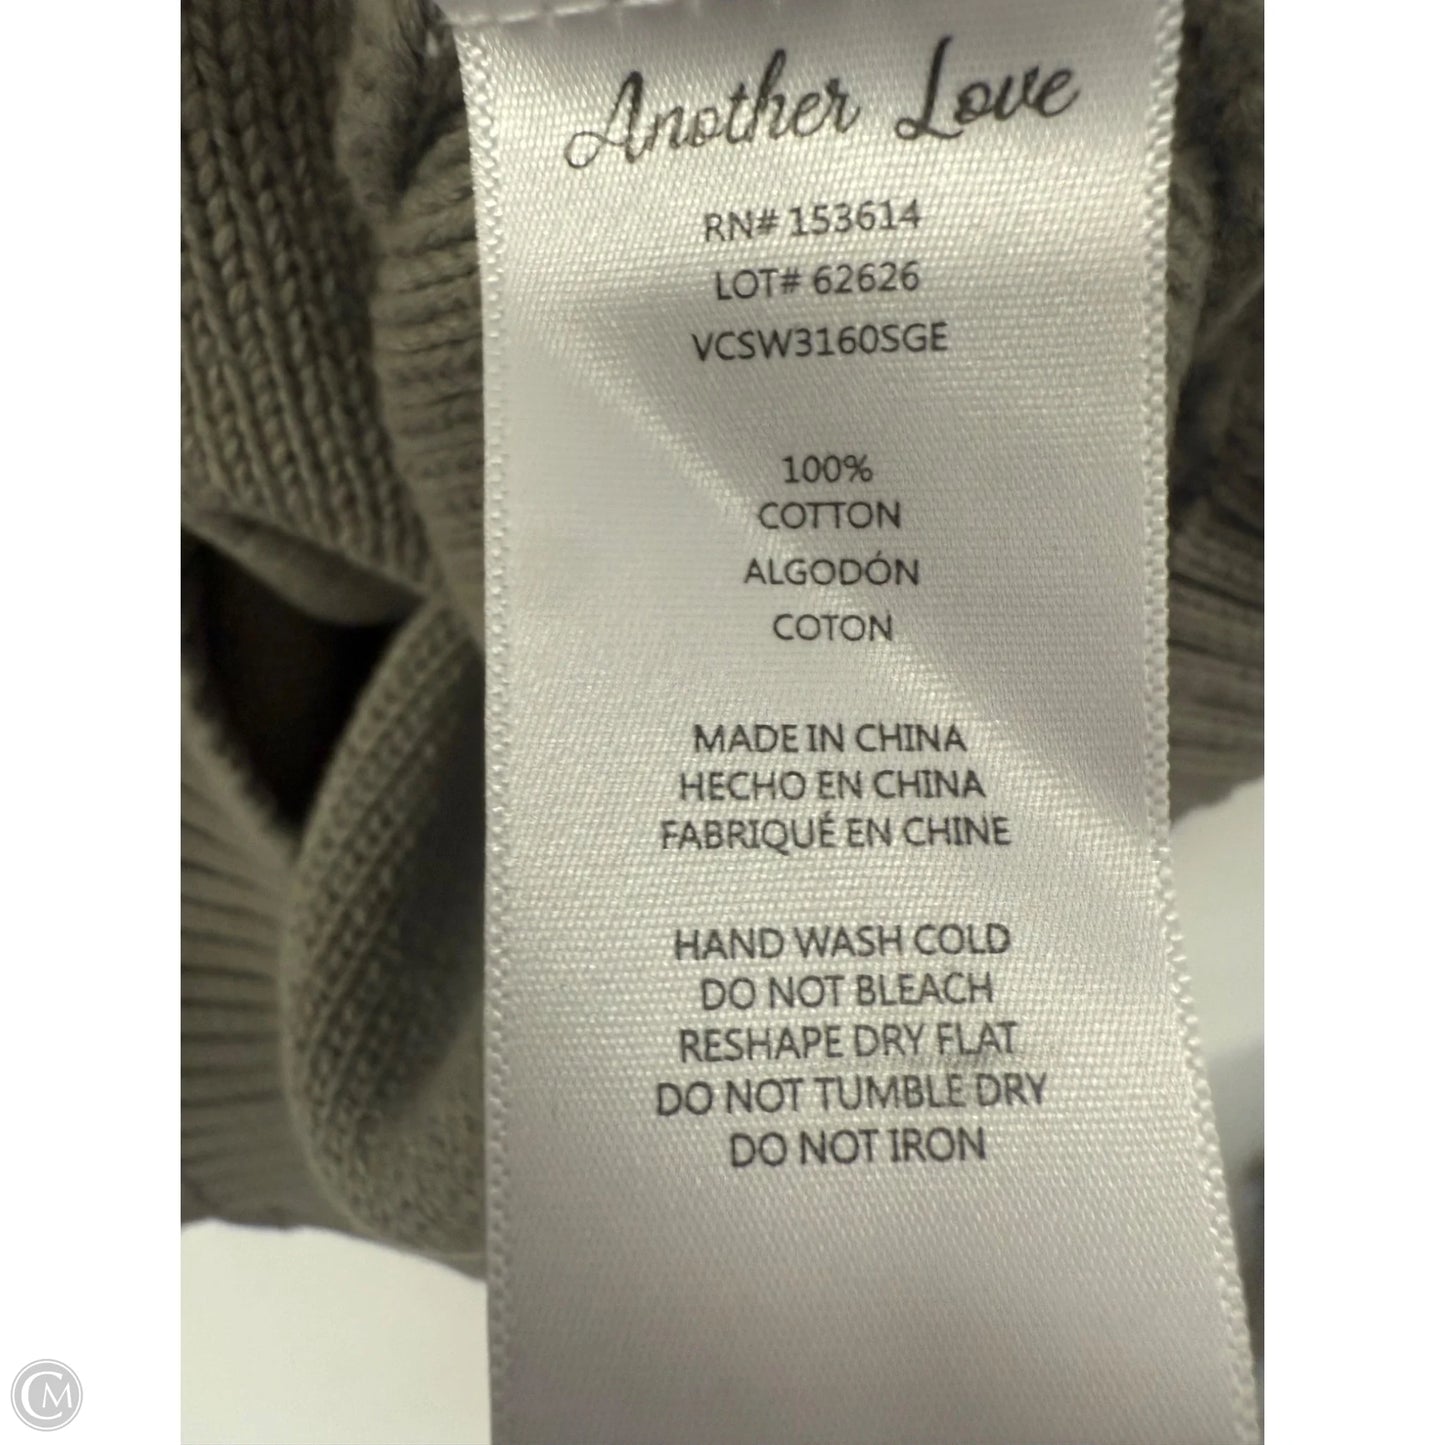 Another Love
RN# 153614
LOT# 62626
VCSW3160SGE
100%
COTTON
ALGODÓN
COTON
MADE IN CHINA
HECHO EN CHINA
FABRIQUÉ EN CHINE
HAND WASH COLD
DO NOT BLEACH
RESHAPE DRY FLAT
DO NOT TUMBLE DRY
DO NOT IRON
CM